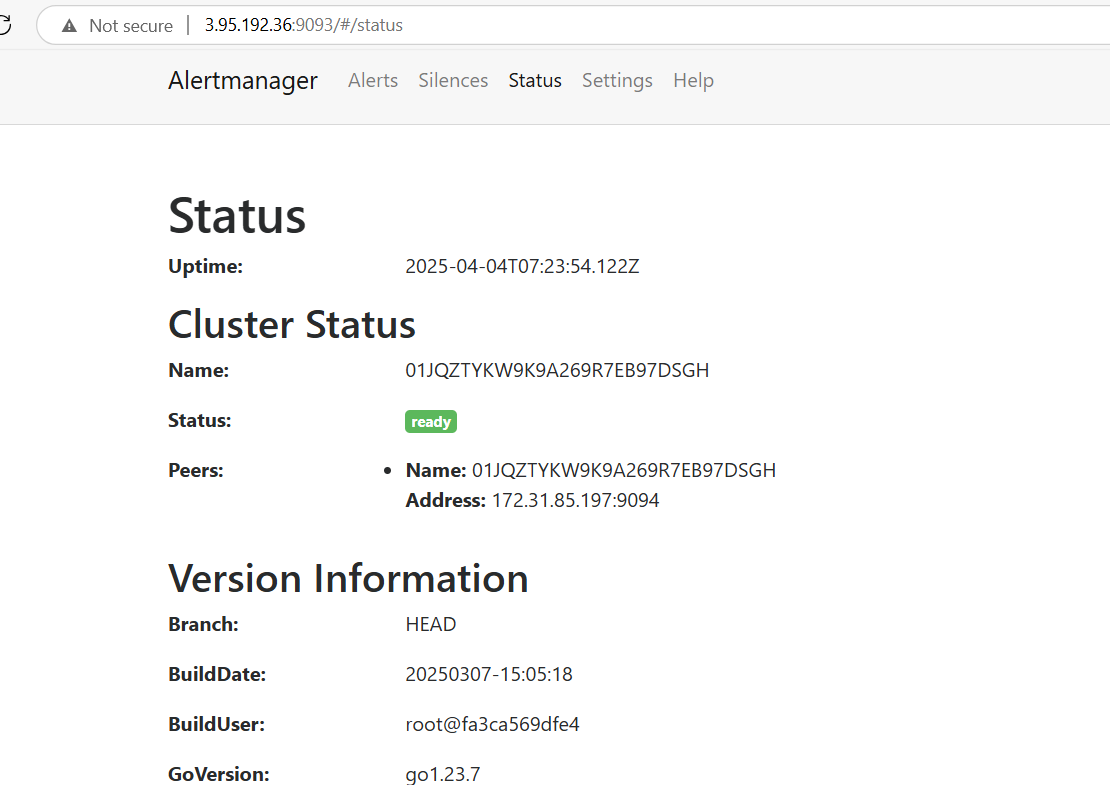 Not secure | 3.95.192.36:9093/#/status
Alertmanager Alerts Silences Status Settings Help
Status
Uptime: 2025-04-04T07:23:54.122Z
Cluster Status
Name: 01JQZTYKW9K9A269R7EB97DSGH
Status: ready
Peers: • Name: 01JQZTYKW9K9A269R7EB97DSGH
Address: 172.31.85.197:9094
Version Information
Branch: HEAD
BuildDate: 20250307-15:05:18
BuildUser: root@fa3ca569dfe4
GoVersion: go1.23.7